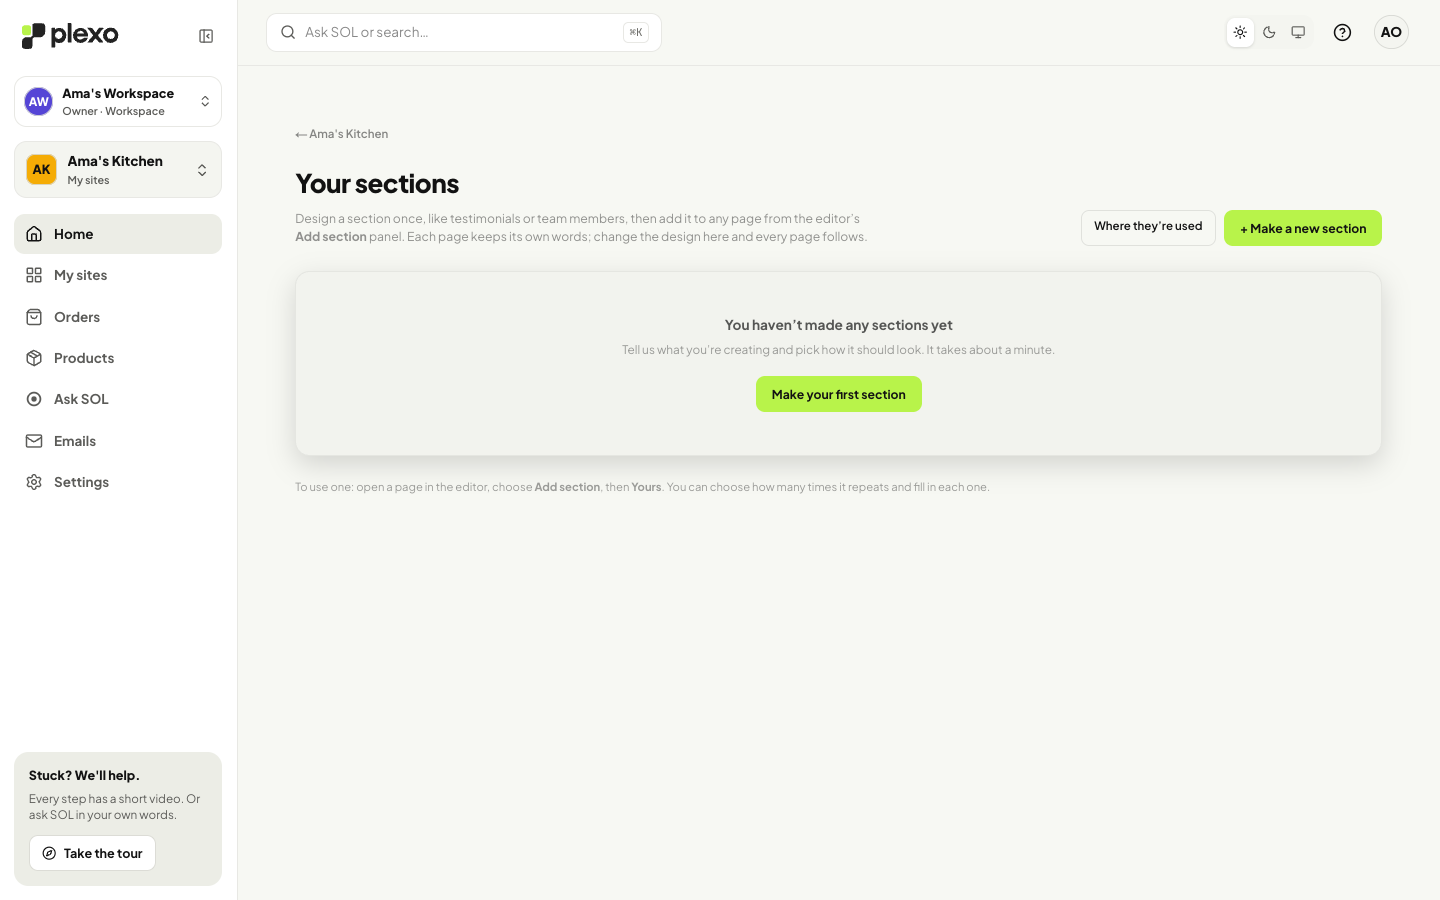 plexo
Ask SOL or search...
⌘K
AO
AW
Ama's Workspace
Owner · Workspace
AK
Ama's Kitchen
My sites
Home
My sites
Orders
Products
Ask SOL
Emails
Settings
← Ama's Kitchen
Your sections
Design a section once, like testimonials or team members, then add it to any page from the editor's
Add section panel. Each page keeps its own words; change the design here and every page follows.
Where they're used
+ Make a new section
You haven't made any sections yet
Tell us what you're creating and pick how it should look. It takes about a minute.
Make your first section
To use one: open a page in the editor, choose Add section, then Yours. You can choose how many times it repeats and fill in each one.
Stuck? We'll help.
Every step has a short video. Or
ask SOL in your own words.
Take the tour